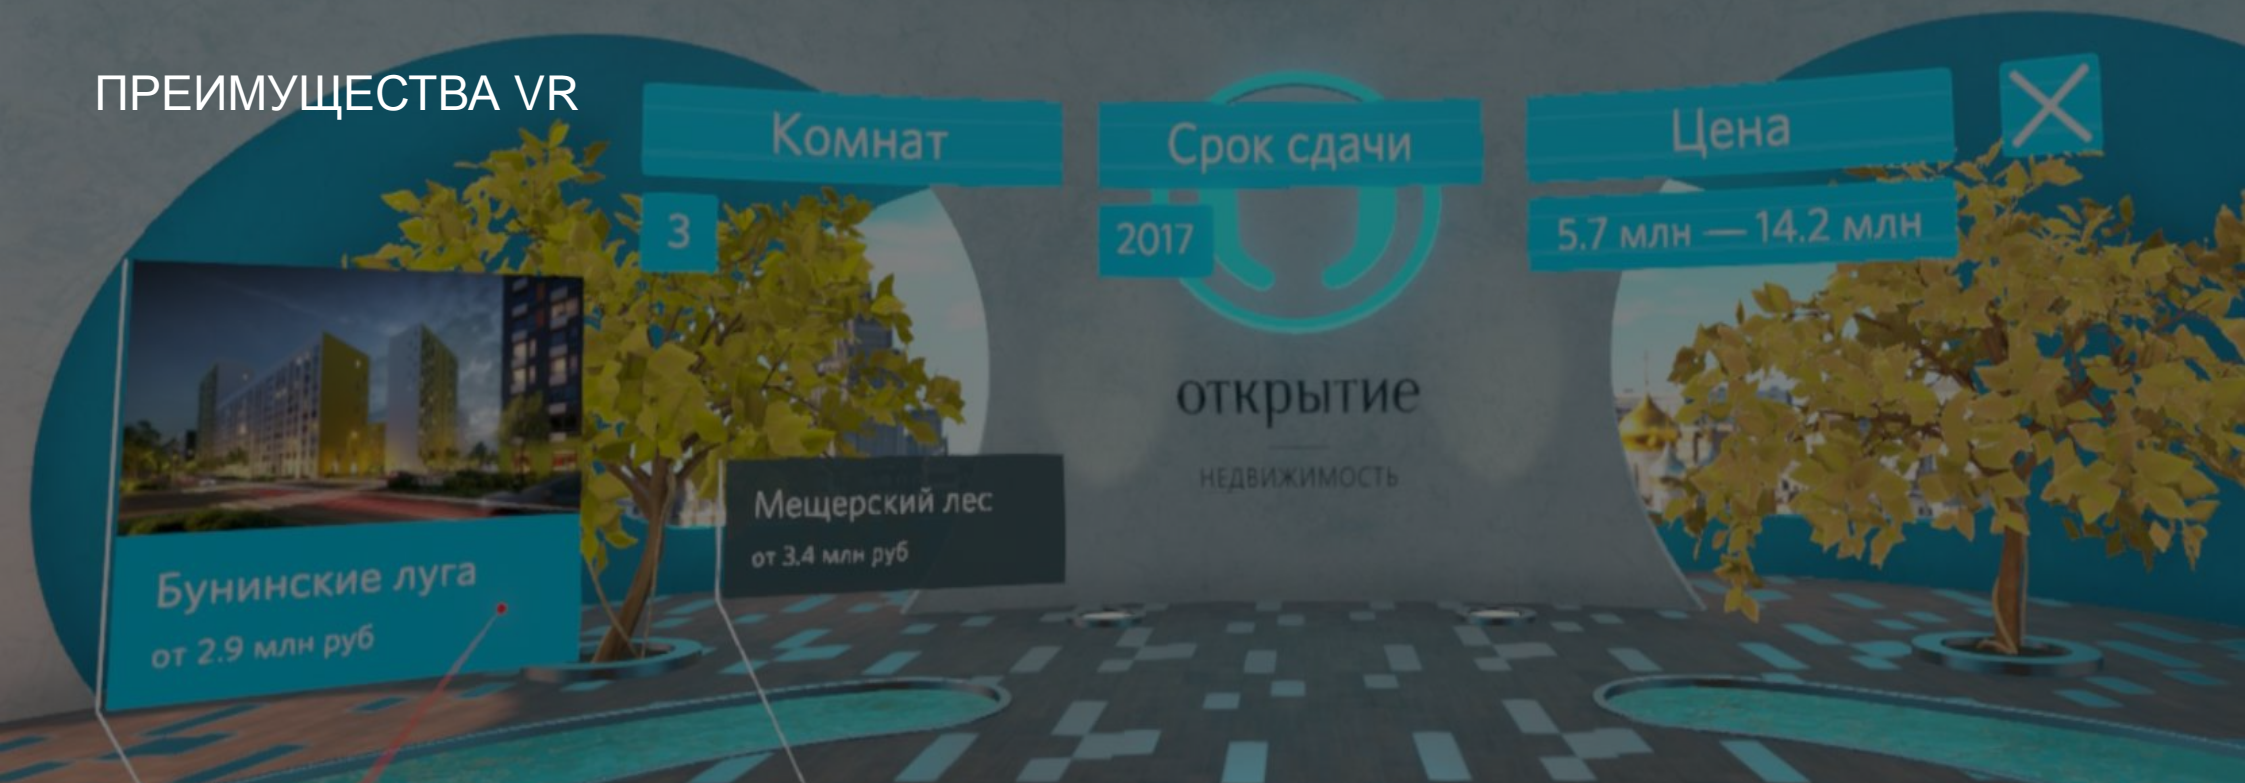 ПРЕИМУЩЕСТВА VR
Комнат
Срок сдачи
Цена
3
2017
5.7 млн — 14.2 млн
открытие
НЕДВИЖИМОСТЬ
Мещерский лес
от 3.4 млн руб
Бунинские луга
от 2.9 млн руб